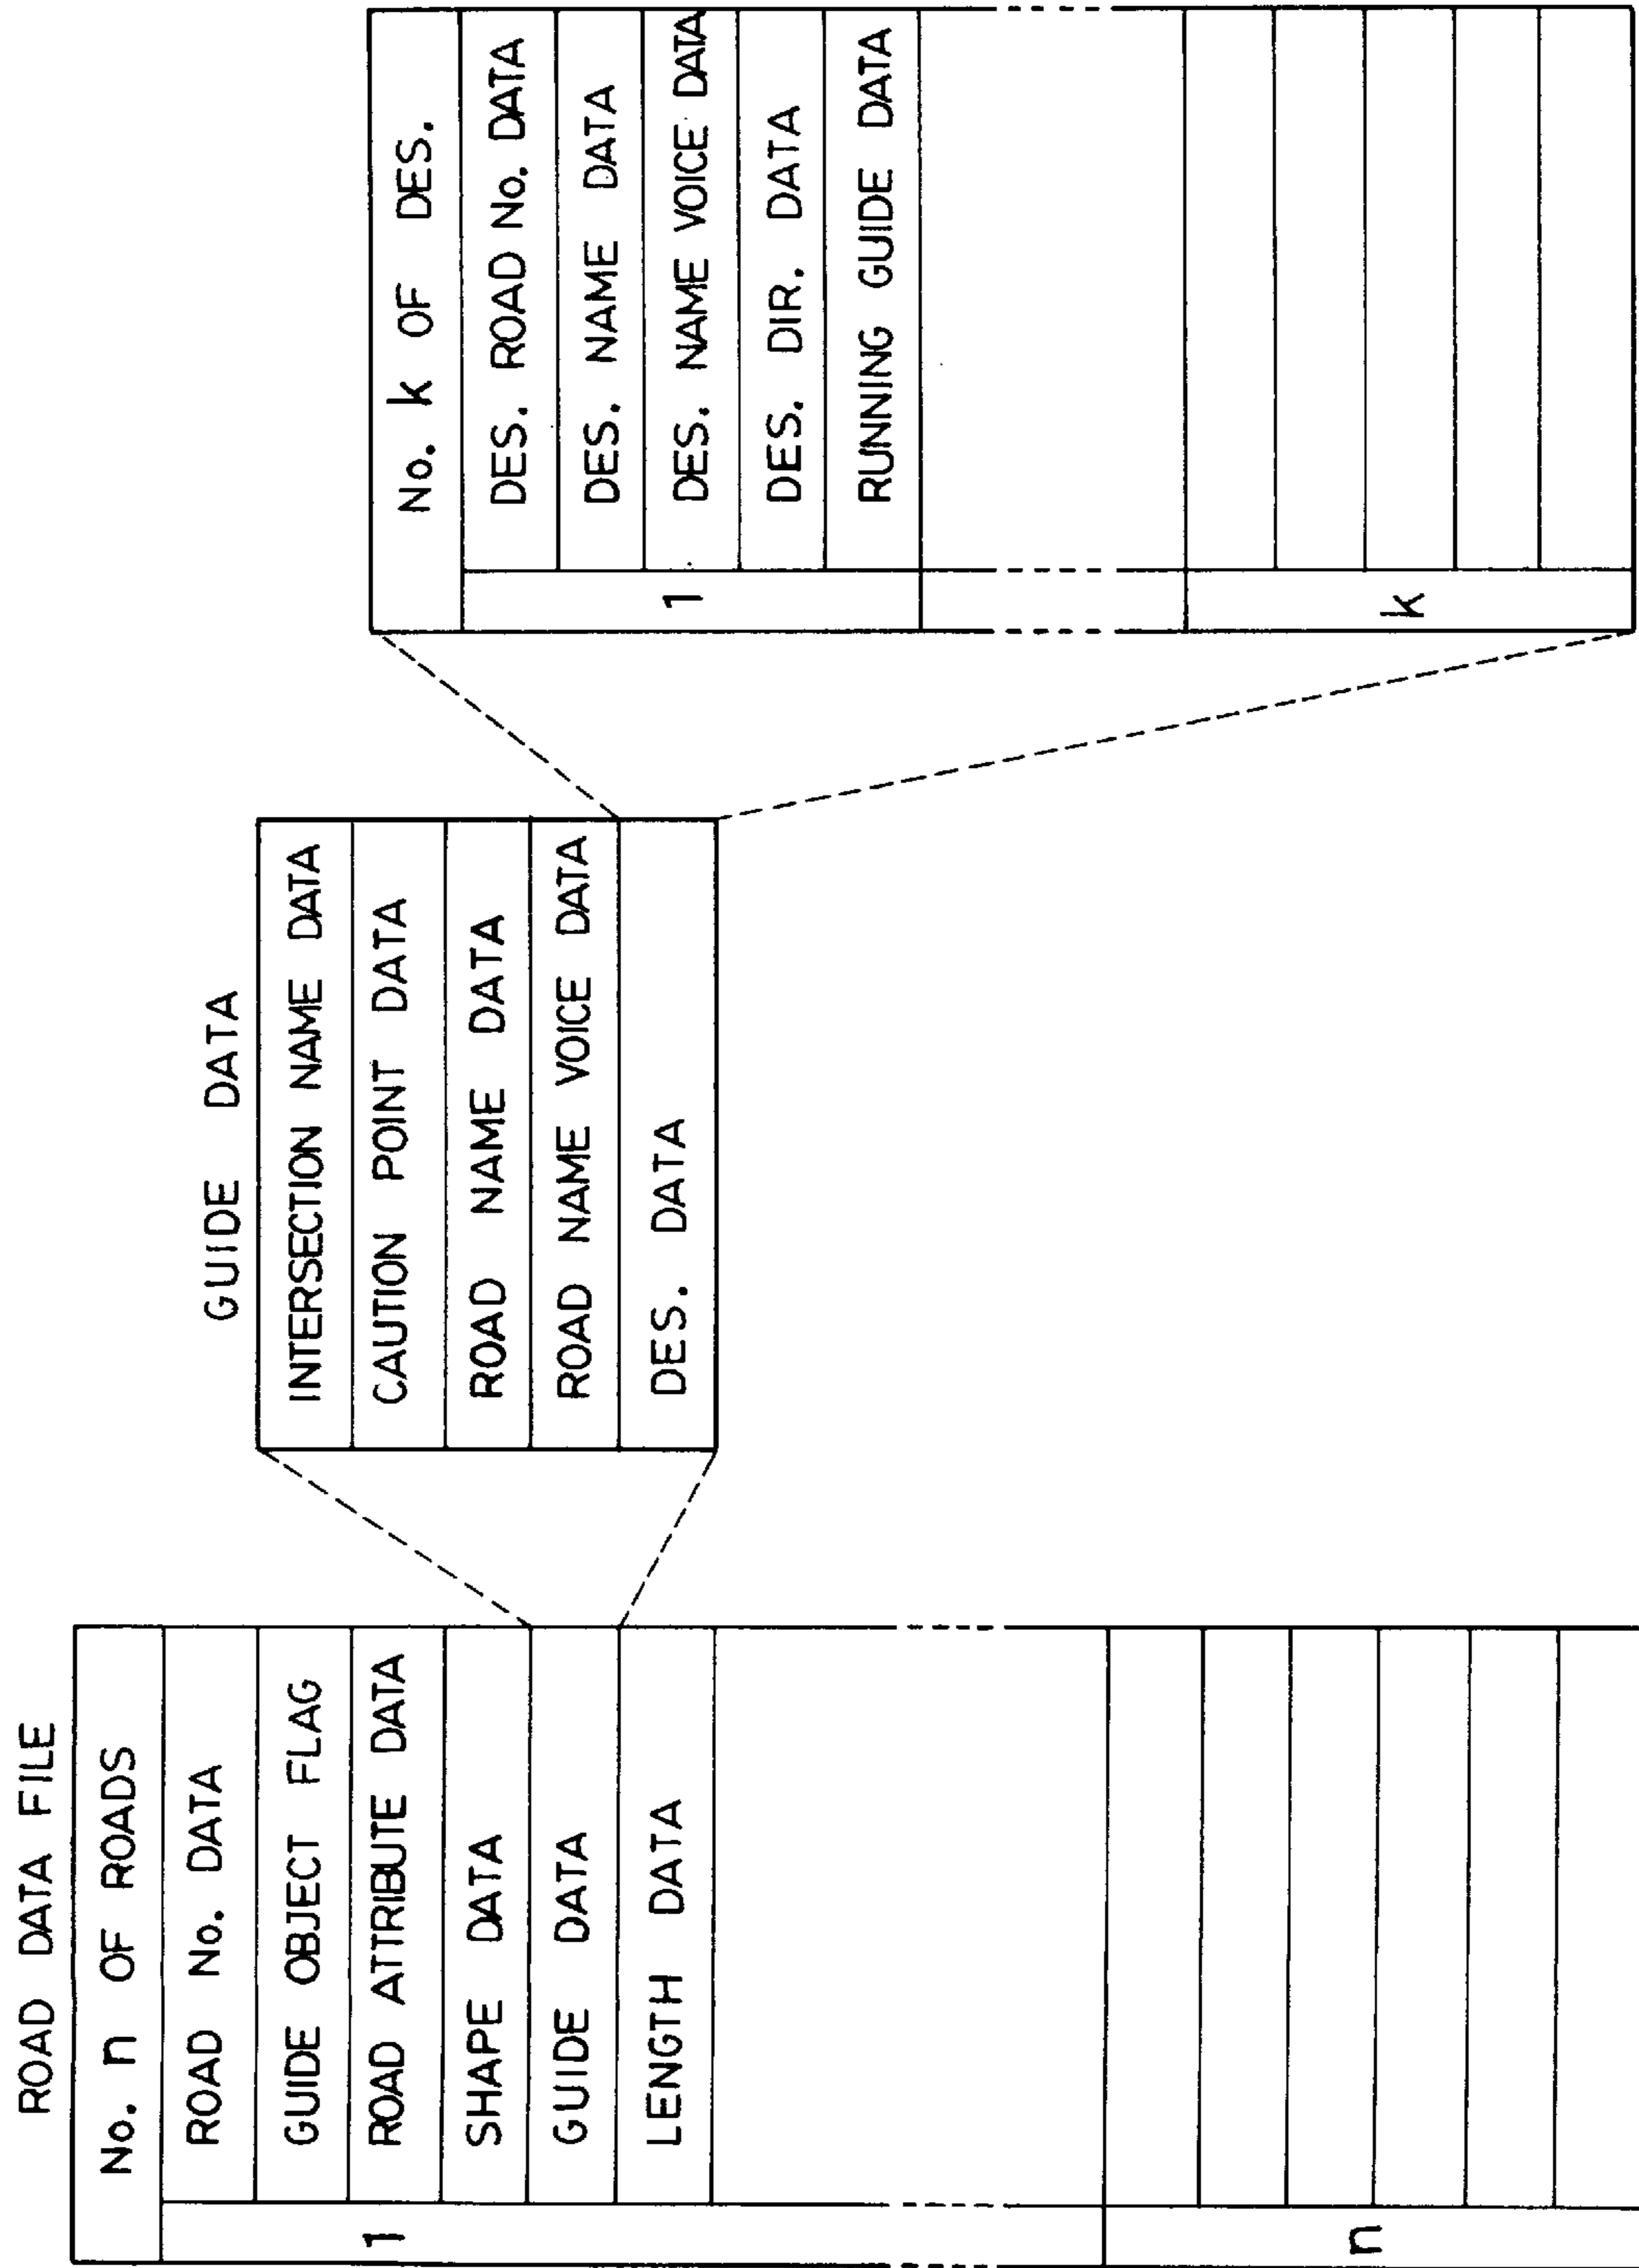 ROAD DATA FILE
No. n OF ROADS
1
ROAD No. DATA
GUIDE OBJECT FLAG
ROAD ATTRIBUTE DATA
SHAPE DATA
GUIDE DATA
LENGTH DATA
n
GUIDE DATA
INTERSECTION NAME DATA
CAUTION POINT DATA
ROAD NAME DATA
ROAD NAME VOICE DATA
DES. DATA
No. k OF DES.
1
DES. ROAD No. DATA
DES. NAME DATA
DES. NAME VOICE DATA
DES. DIR. DATA
RUNNING GUIDE DATA
k